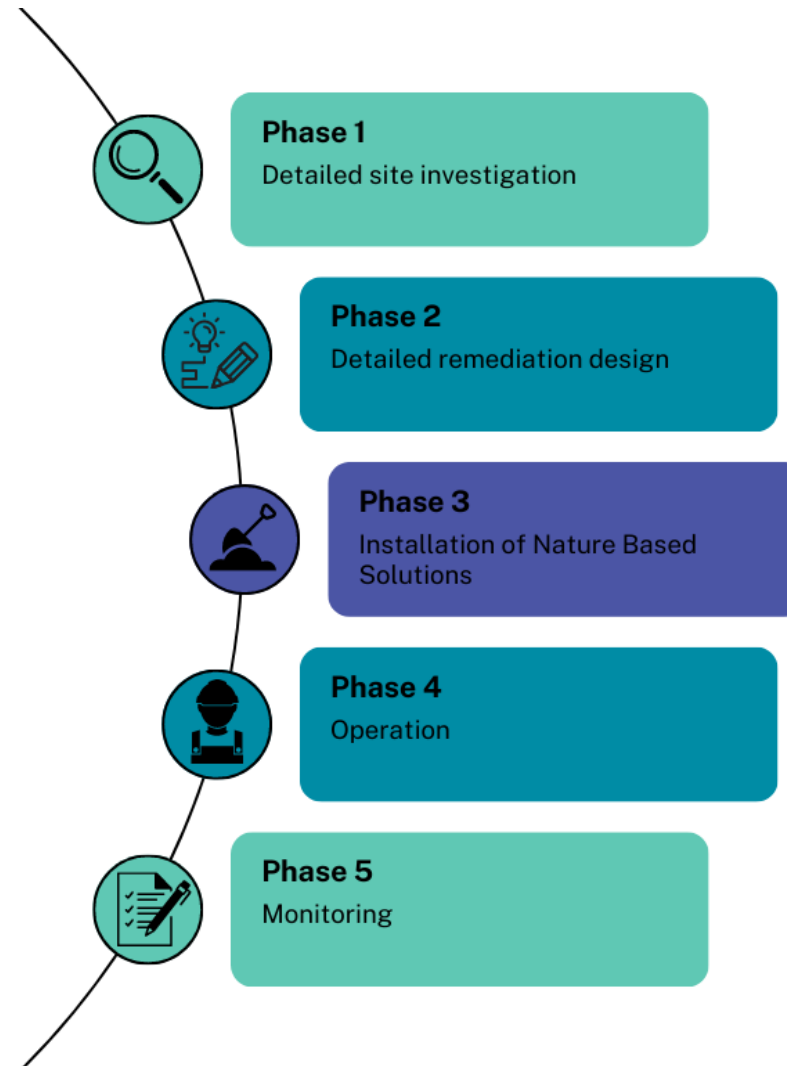 Phase 1
Detailed site investigation
Phase 2
Detailed remediation design
Phase 3
Installation of Nature Based
Solutions
Phase 4
Operation
Phase 5
Monitoring